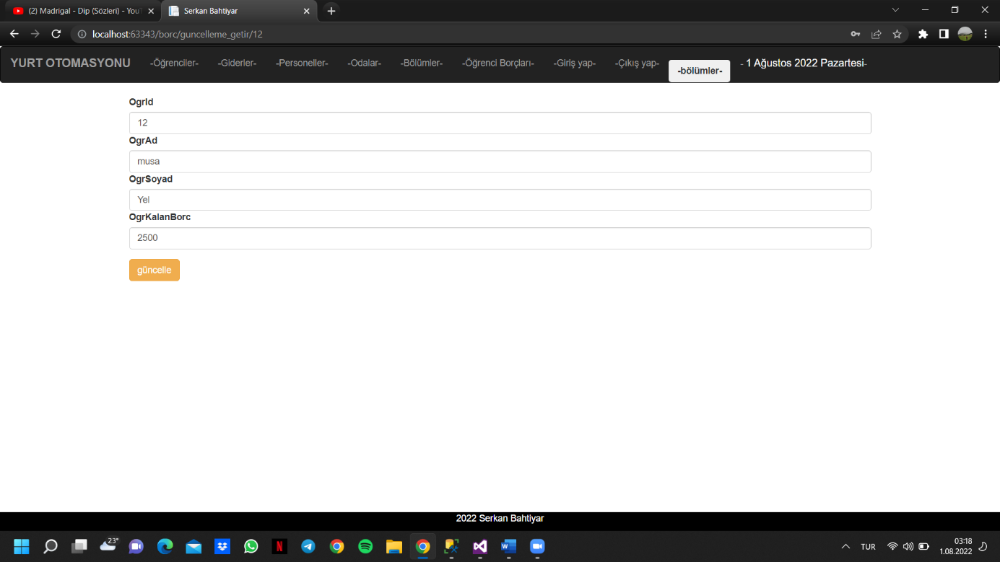 (2) Madrigal - Dip (Sözleri) - You
Serkan Bahtiyar
localhost:63343/borc/guncelleme_getir/12
YURT OTOMASYONU -Öğrenciler- -Giderler- -Personeller- -Odalar- -Bölümler- -Öğrenci Borçları- -Giriş yap- -Çıkış yap- -bölümler- - 1 Ağustos 2022 Pazartesi-
OgrId
12
OgrAd
musa
OgrSoyad
Yel
OgrKalanBorc
2500
güncelle
2022 Serkan Bahtiyar
23°
N
W
TUR
03:18
1.08.2022